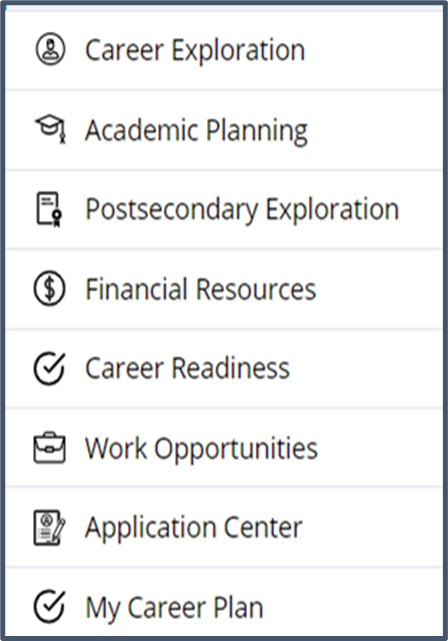 Career Exploration
Academic Planning
Postsecondary Exploration
Financial Resources
Career Readiness
Work Opportunities
Application Center
My Career Plan